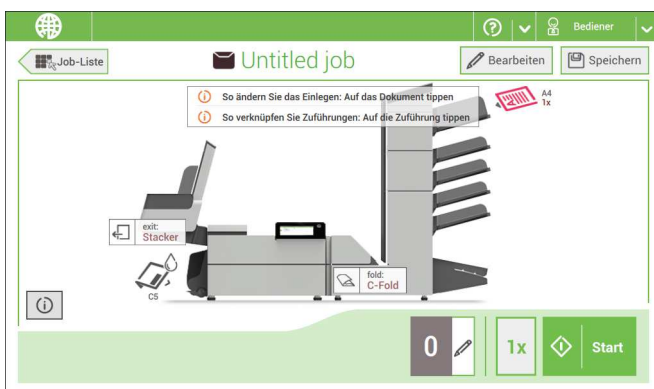 Bediener
Job-Liste
Untitled job
Bearbeiten
Speichern
So ändern Sie das Einlegen: Auf das Dokument tippen
So verknüpfen Sie Zuführungen: Auf die Zuführung tippen
A4
1x
exit:
Stacker
fold:
C-Fold
C5
0
1x
Start